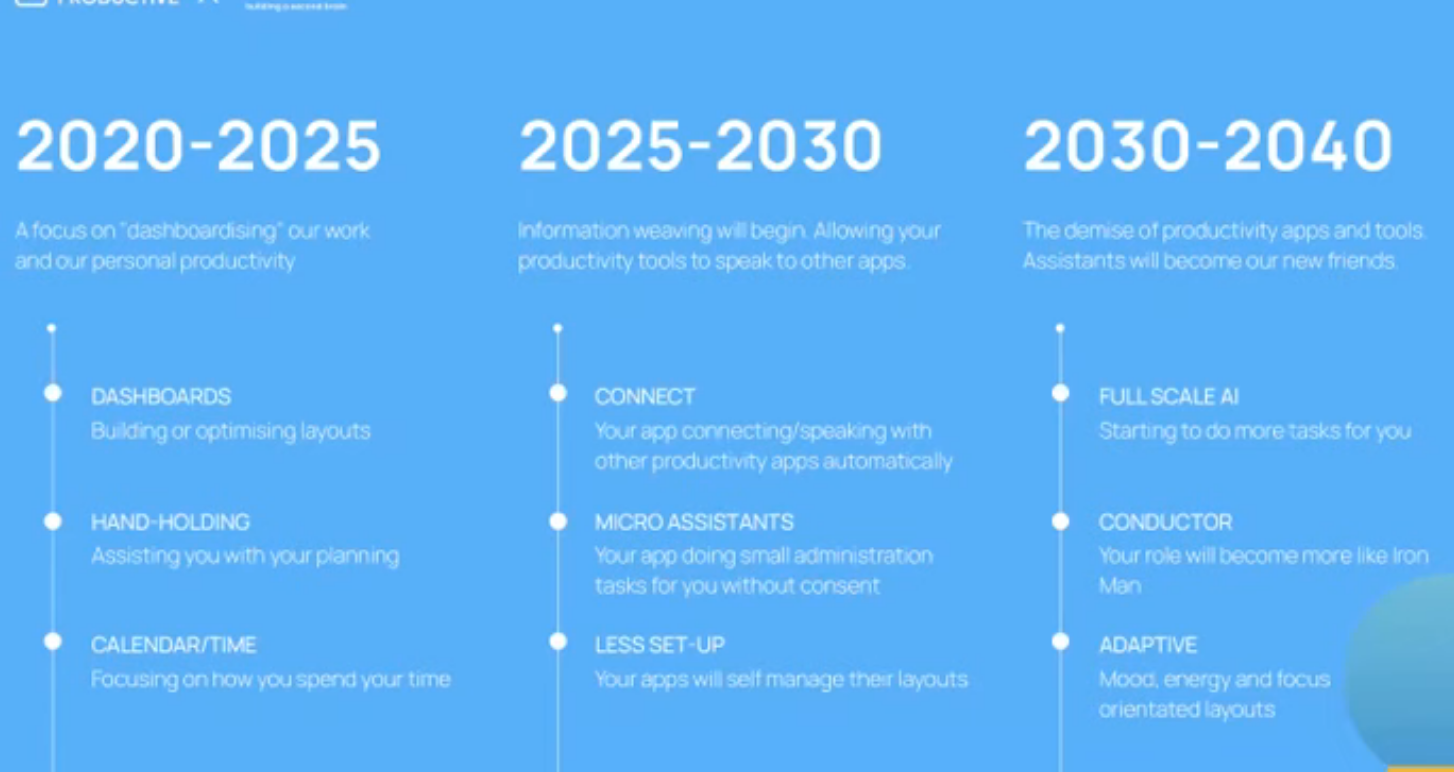 PRODUCTIVE
building a second brain
2020-2025
A focus on "dashboardising" our work
and our personal productivity
DASHBOARDS
Building or optimising layouts
HAND-HOLDING
Assisting you with your planning
CALENDAR/TIME
Focusing on how you spend your time
2025-2030
Information weaving will begin. Allowing your
productivity tools to speak to other apps.
CONNECT
Your app connecting/speaking with
other productivity apps automatically
MICRO ASSISTANTS
Your app doing small administration
tasks for you without consent
LESS SET-UP
Your apps will self manage their layouts
2030-2040
The demise of productivity apps and tools.
Assistants will become our new friends.
FULL SCALE AI
Starting to do more tasks for you
CONDUCTOR
Your role will become more like Iron
Man
ADAPTIVE
Mood, energy and focus
orientated layouts